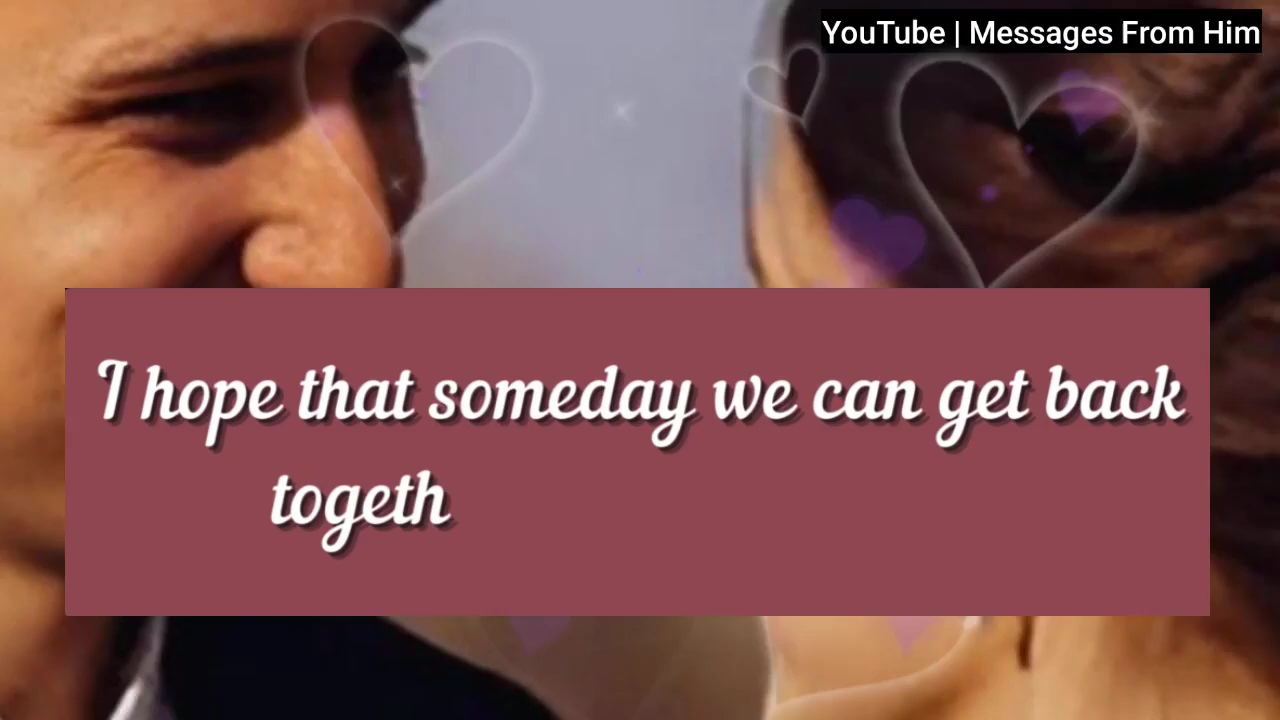 YouTube | Messages From Him
I hope that someday we can get back
togeth